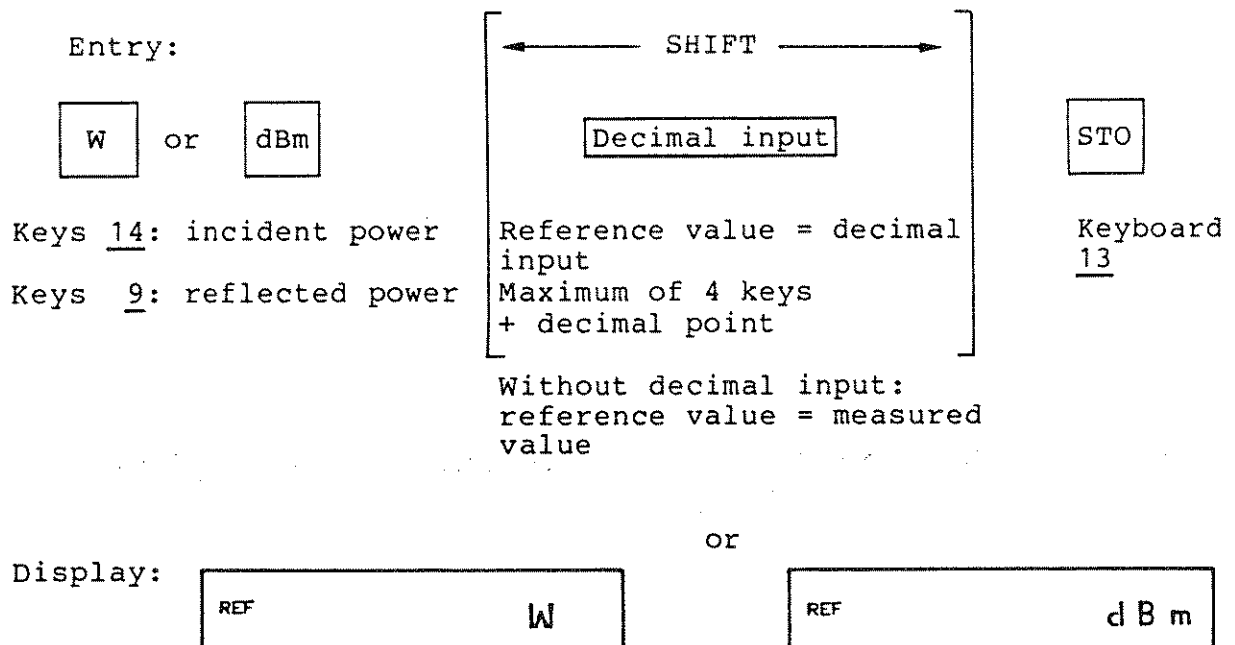 Entry:
SHIFT
W or dBm
Decimal input
STO
Keys 14: incident power
Keys 9: reflected power
Reference value = decimal
input
Maximum of 4 keys
+ decimal point
Keyboard
13
Without decimal input:
reference value = measured
value
or
Display:
REF W
REF dBm